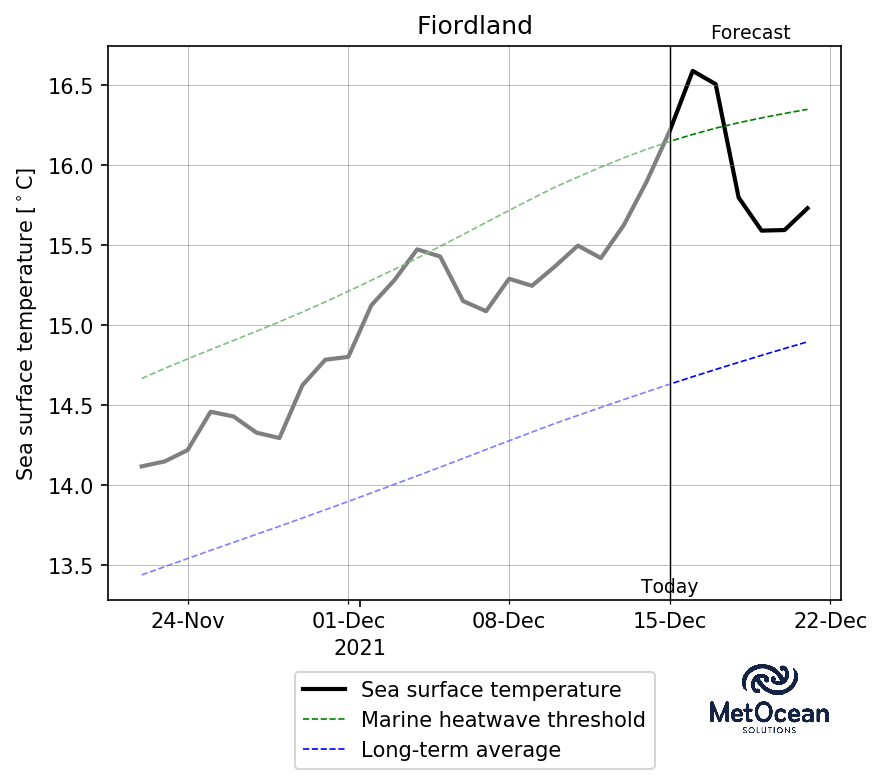 Fiordland
Forecast
Sea surface temperature [°C]
16.5
16.0
15.5
15.0
14.5
14.0
13.5
Today
24-Nov
01-Dec
08-Dec
15-Dec
22-Dec
2021
Sea surface temperature
Marine heatwave threshold
Long-term average
MetOcean
SOLUTIONS